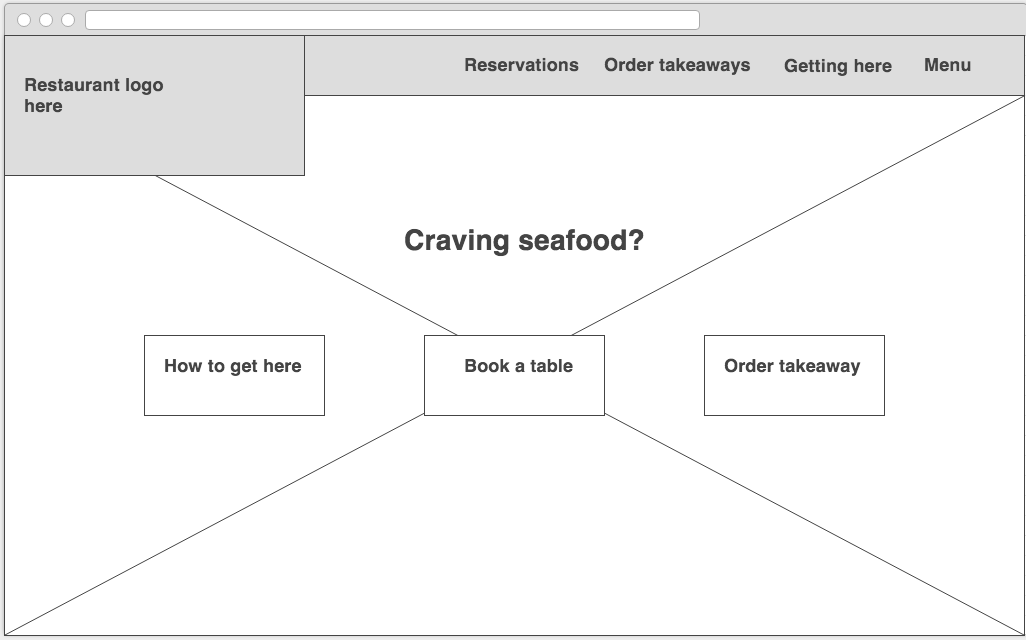 Restaurant logo
here
Reservations
Order takeaways
Getting here
Menu
Craving seafood?
How to get here
Book a table
Order takeaway